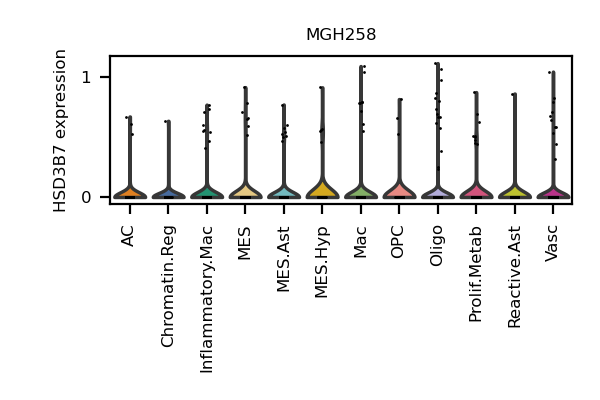 MGH258
HSD3B7 expression
1
0
AC
Chromatin.Reg
Inflammatory.Mac
MES
MES.Ast
MES.Hyp
Mac
OPC
Oligo
Prolif.Metab
Reactive.Ast
Vasc